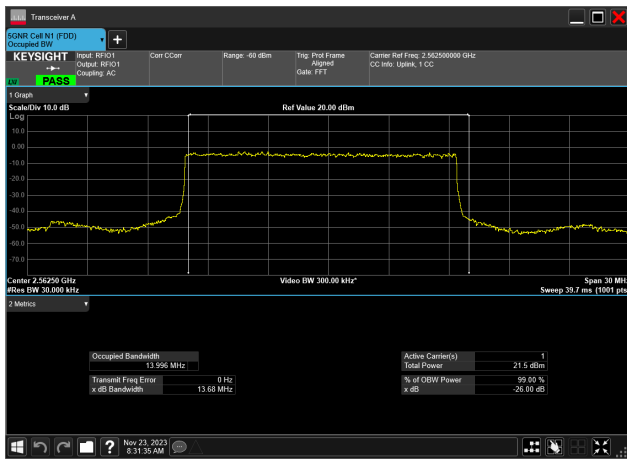 Transceiver A
5GNR Cell N1 (FDD)
Occupied BW
+
KEYSIGHT
LNI
PASS
Input: RFIO1
Output: RFIO1
Coupling: AC
Corr CCorr
Range: -60 dBm
Trig: Prot Frame
Aligned
Gate: FFT
Carrier Ref Freq: 2.562500000 GHz
CC Info: Uplink, 1 CC
1 Graph
Scale/Div 10.0 dB
Ref Value 20.00 dBm
Log
10.0
0.00
-10.0
-20.0
-30.0
-40.0
-50.0
-60.0
-70.0
Center 2.56250 GHz
Video BW 300.00 kHz*
Span 30 MHz
#Res BW 30.000 kHz
Sweep 39.7 ms (1001 pts
2 Metrics
Occupied Bandwidth
13.996 MHz
Transmit Freq Error 0 Hz
x dB Bandwidth 13.68 MHz
Active Carrier(s) 1
Total Power 21.5 dBm
% of OBW Power 99.00 %
x dB -26.00 dB
?
Nov 23, 2023
8:31:35 AM